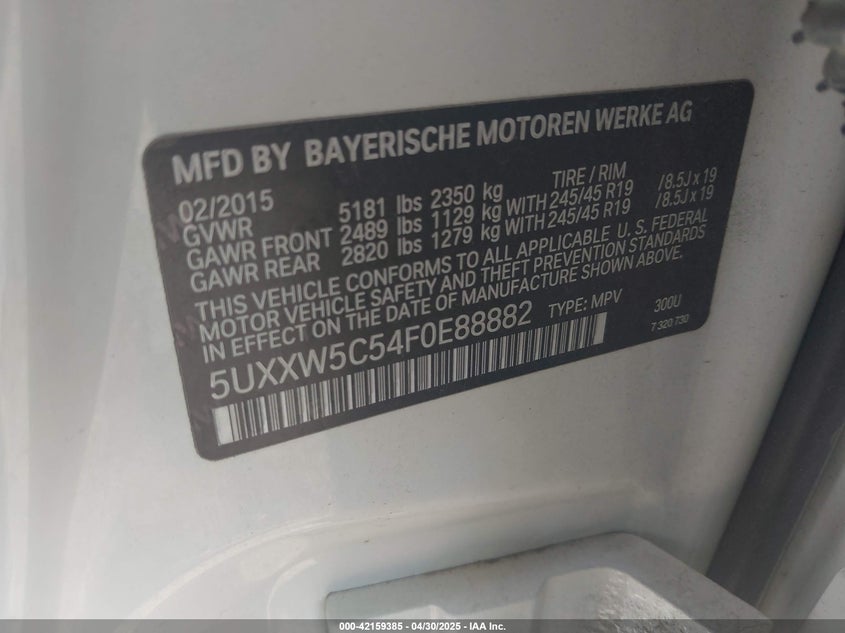 MFD BY BAYERISCHE MOTOREN WERKE AG
02/2015 TIRE / RIM
GVWR 5181 lbs 2350 kg
GAWR FRONT 2489 lbs 1129 kg WITH 245/45 R19 /8.5J x 19
GAWR REAR 2820 lbs 1279 kg WITH 245/45 R19 /8.5J x 19
THIS VEHICLE CONFORMS TO ALL APPLICABLE U. S. FEDERAL
MOTOR VEHICLE SAFETY AND THEFT PREVENTION STANDARDS
IN EFFECT ON THE DATE OF MANUFACTURE SHOWN ABOVE.
5UXXW5C54F0E88882 TYPE: MPV 300U
7 320 730
000-42159385 - 04/30/2025 - IAA Inc.